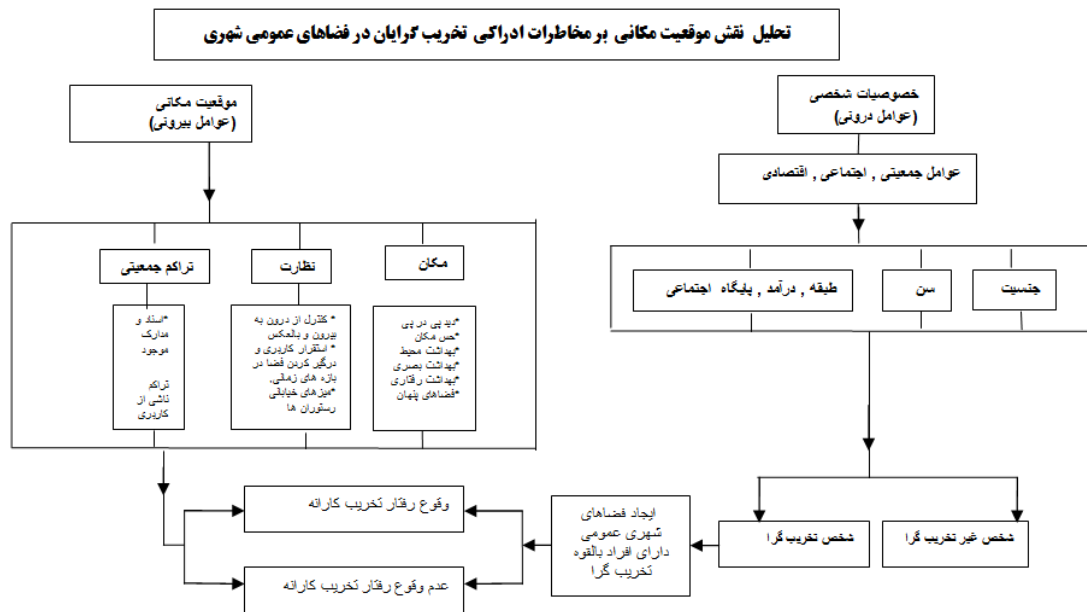 تحلیل نقش موقعیت مکانی بر مخاطرات ادراکی تخریب گرایان در فضاهای عمومی شهری
خصوصیات شخصی
(عوامل درونی)
موقعیت مکانی
(عوامل بیرونی)
عوامل جمعیتی , اجتماعی , اقتصادی
جنسیت
سن
طبقه , درآمد , پایگاه اجتماعی
مکان
نظارت
تراکم جمعیتی
*دید پی در پی
*حس مکان
*بهداشت محیط
*بهداشت بصری
*بهداشت رفتاری
*فضاهای پنهان
* کنترل از درون به
بیرون و بالعکس
* استقرار کاربری و
درگیر کردن فضا در
بازه های زمانی,
*میزهای خیابانی
رستوران ها
*اسناد و
مدارک
موجود
تراکم
ناشی از
کاربری
شخص غیر تخریب گرا
شخص تخریب گرا
ایجاد فضاهای
شهری عمومی
دارای افراد بالقوه
تخریب گرا
وقوع رفتار تخریب کارانه
عدم وقوع رفتار تخریب کارانه